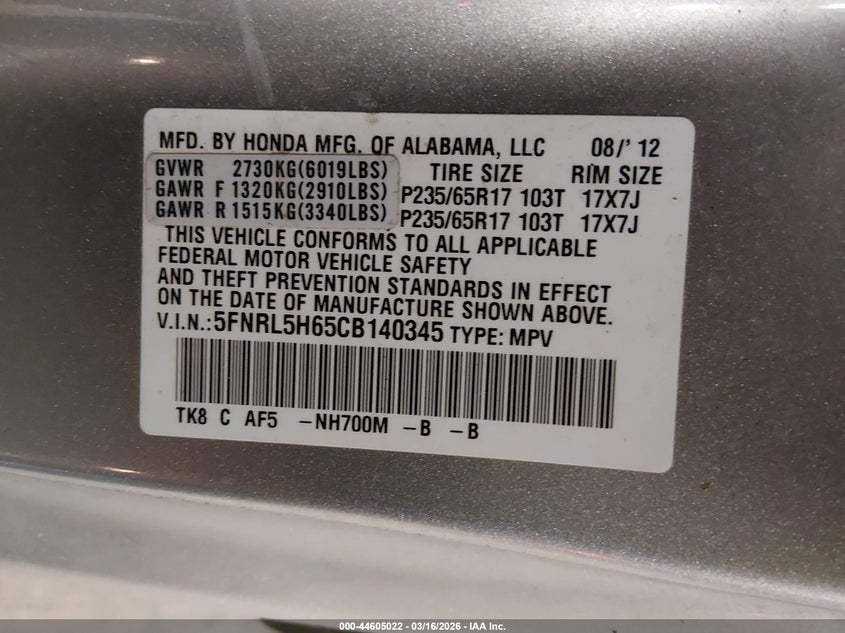 MFD. BY HONDA MFG. OF ALABAMA, LLC 08/' 12
GVWR 2730KG(6019LBS) TIRE SIZE RIM SIZE
GAWR F 1320KG(2910LBS) P235/65R17 103T 17X7J
GAWR R 1515KG(3340LBS) P235/65R17 103T 17X7J
THIS VEHICLE CONFORMS TO ALL APPLICABLE
FEDERAL MOTOR VEHICLE SAFETY
AND THEFT PREVENTION STANDARDS IN EFFECT
ON THE DATE OF MANUFACTURE SHOWN ABOVE.
V.I.N.:5FNRL5H65CB140345 TYPE: MPV
TK8 C AF5 -NH700M -B -B
000-44605022 - 03/16/2026 - IAA Inc.